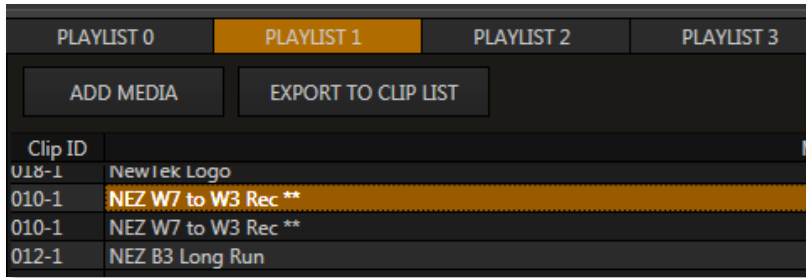 PLAYLIST 0 PLAYLIST 1 PLAYLIST 2 PLAYLIST 3
ADD MEDIA EXPORT TO CLIP LIST
Clip ID
018-1 NewTek Logo
010-1 NEZ W7 to W3 Rec **
010-1 NEZ W7 to W3 Rec **
012-1 NEZ B3 Long Run